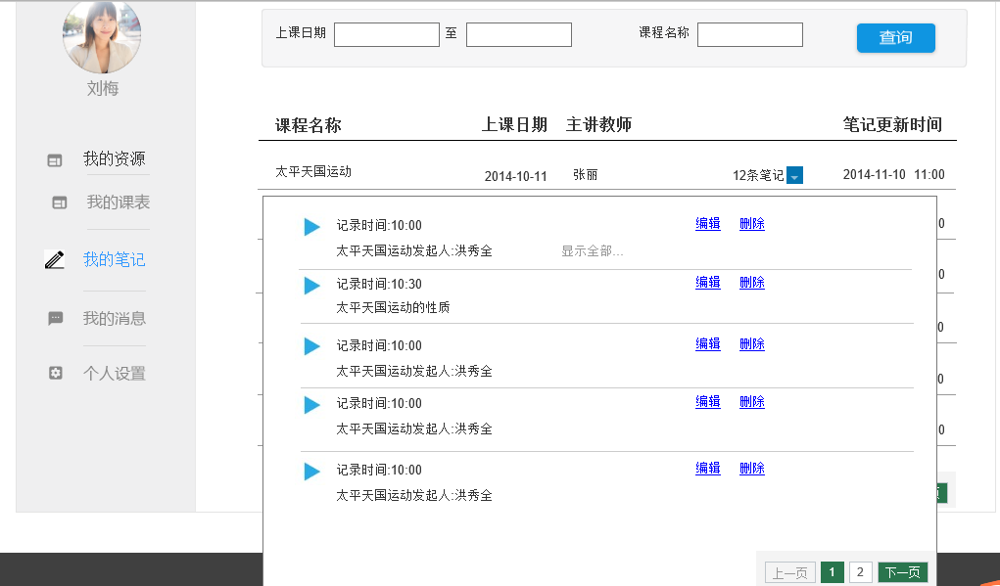 上课日期 至 课程名称 查询
刘梅
我的资源
我的课表
我的笔记
我的消息
个人设置
课程名称 上课日期 主讲教师 笔记更新时间
太平天国运动 2014-10-11 张丽 12条笔记 2014-11-10 11:00
记录时间:10:00 编辑 删除
太平天国运动发起人:洪秀全 显示全部...
记录时间:10:30 编辑 删除
太平天国运动的性质
记录时间:10:00 编辑 删除
太平天国运动发起人:洪秀全
记录时间:10:00 编辑 删除
太平天国运动发起人:洪秀全
记录时间:10:00 编辑 删除
太平天国运动发起人:洪秀全
0
0
0
0
0
上一页 1 2 下一页